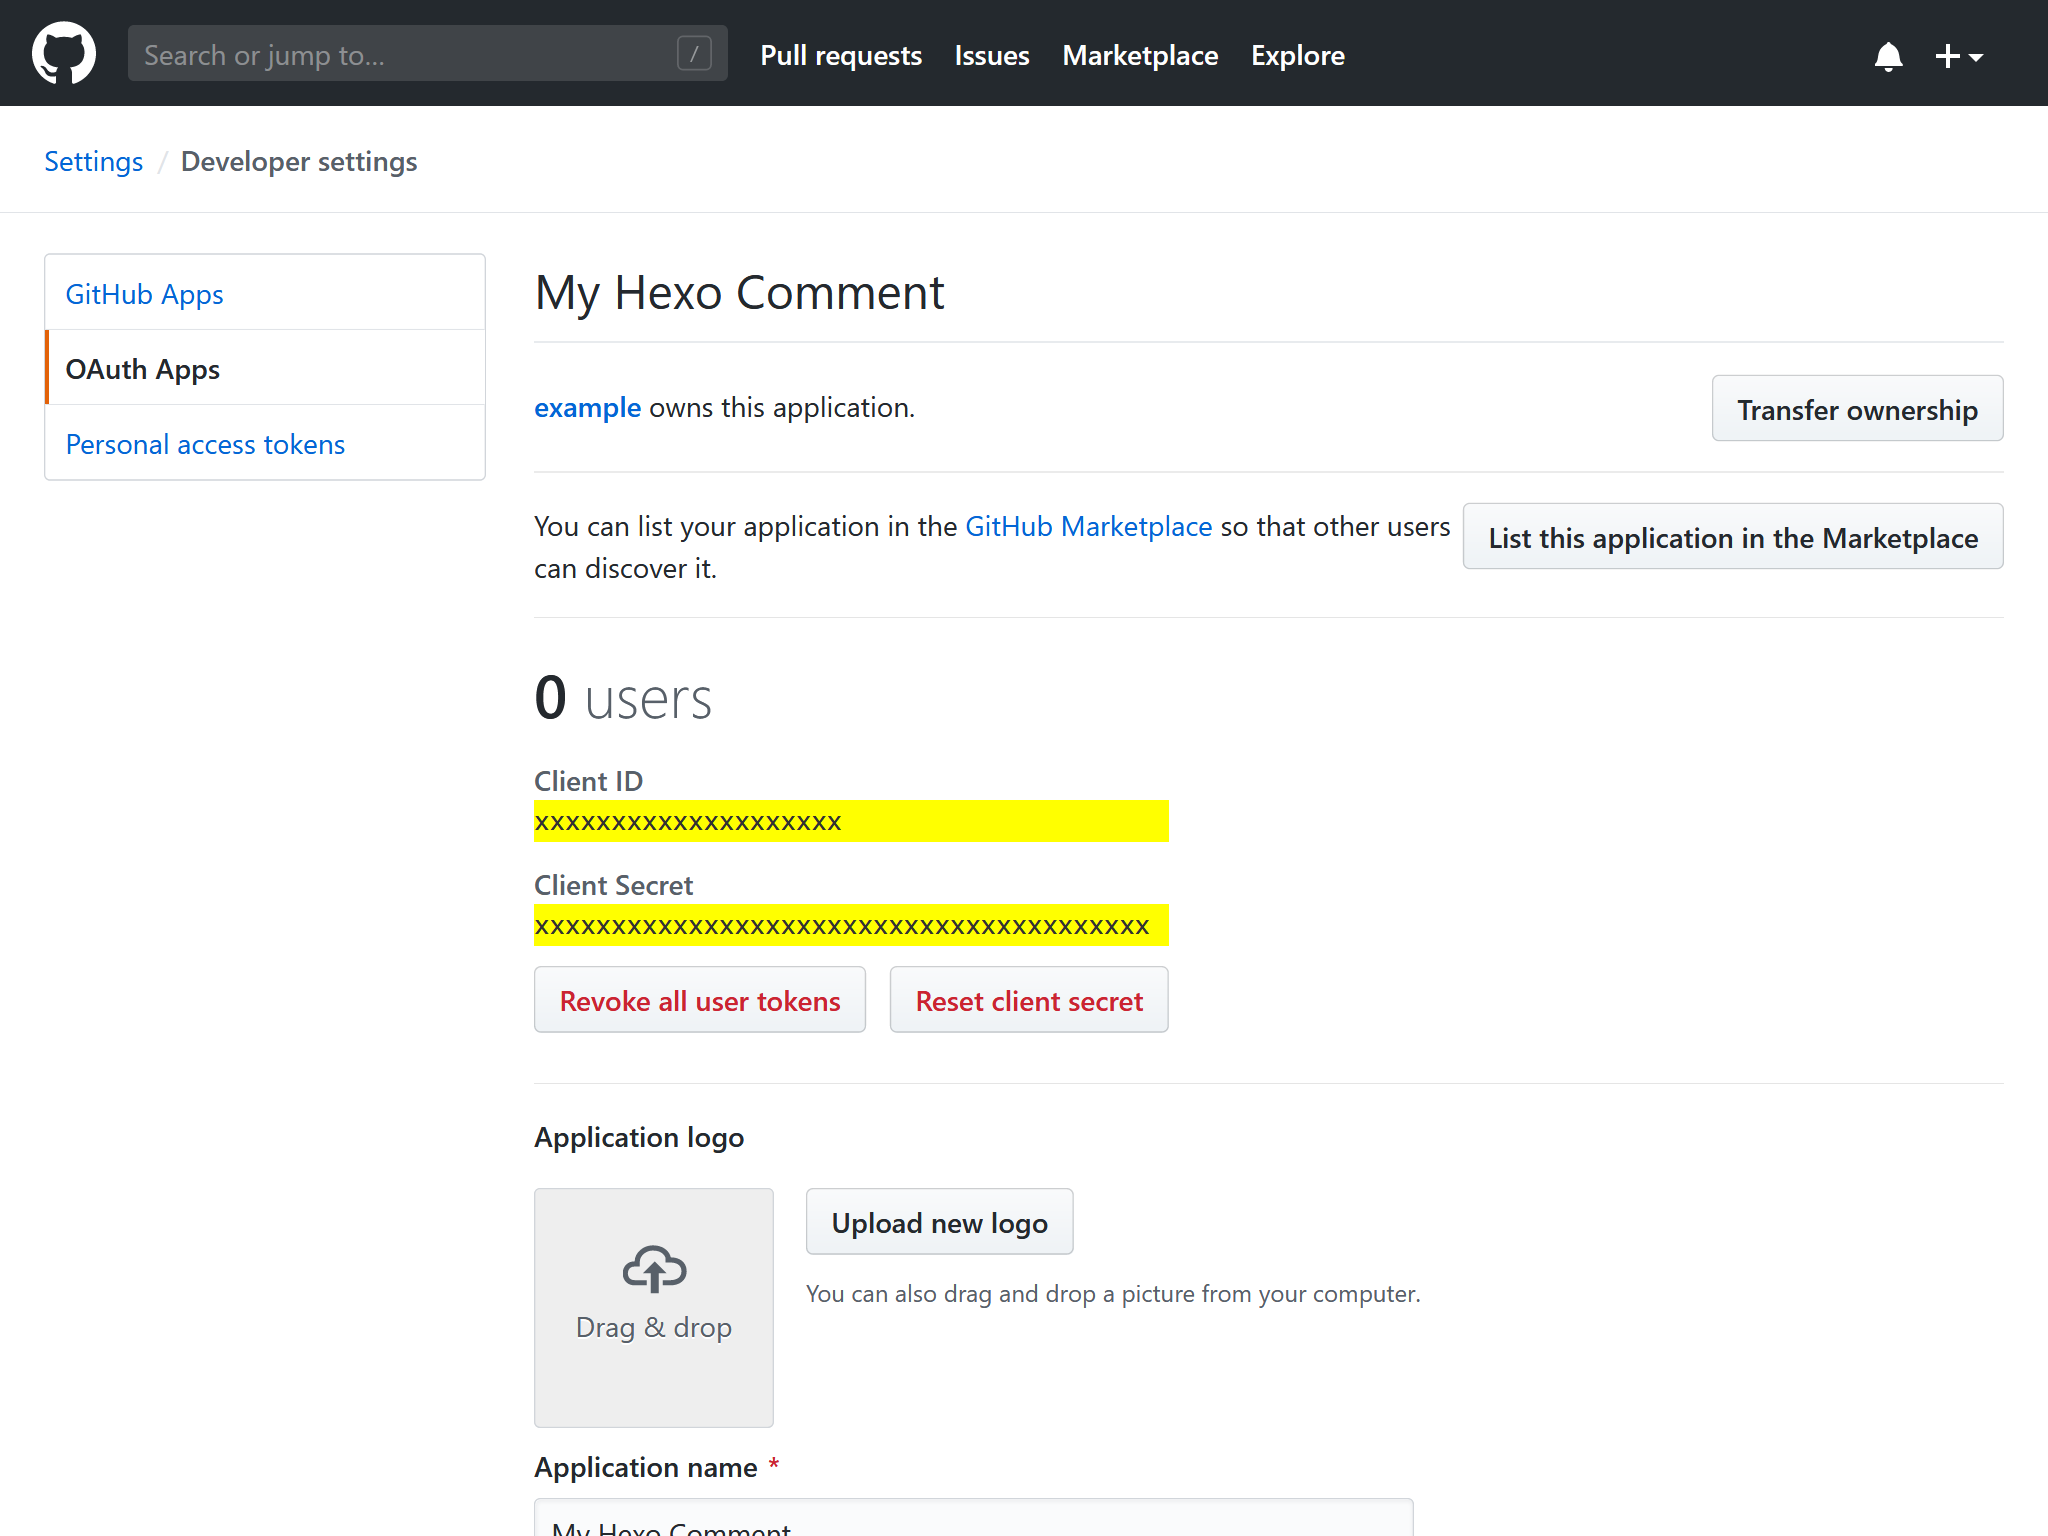 Search or jump to... /
Pull requests Issues Marketplace Explore
Settings / Developer settings
GitHub Apps
OAuth Apps
Personal access tokens
My Hexo Comment
example owns this application.
Transfer ownership
You can list your application in the GitHub Marketplace so that other users
can discover it.
List this application in the Marketplace
0 users
Client ID
xxxxxxxxxxxxxxxxxxxx
Client Secret
xxxxxxxxxxxxxxxxxxxxxxxxxxxxxxxxxxxxxxxx
Revoke all user tokens
Reset client secret
Application logo
Drag & drop
Upload new logo
You can also drag and drop a picture from your computer.
Application name *
My Hexo Comment